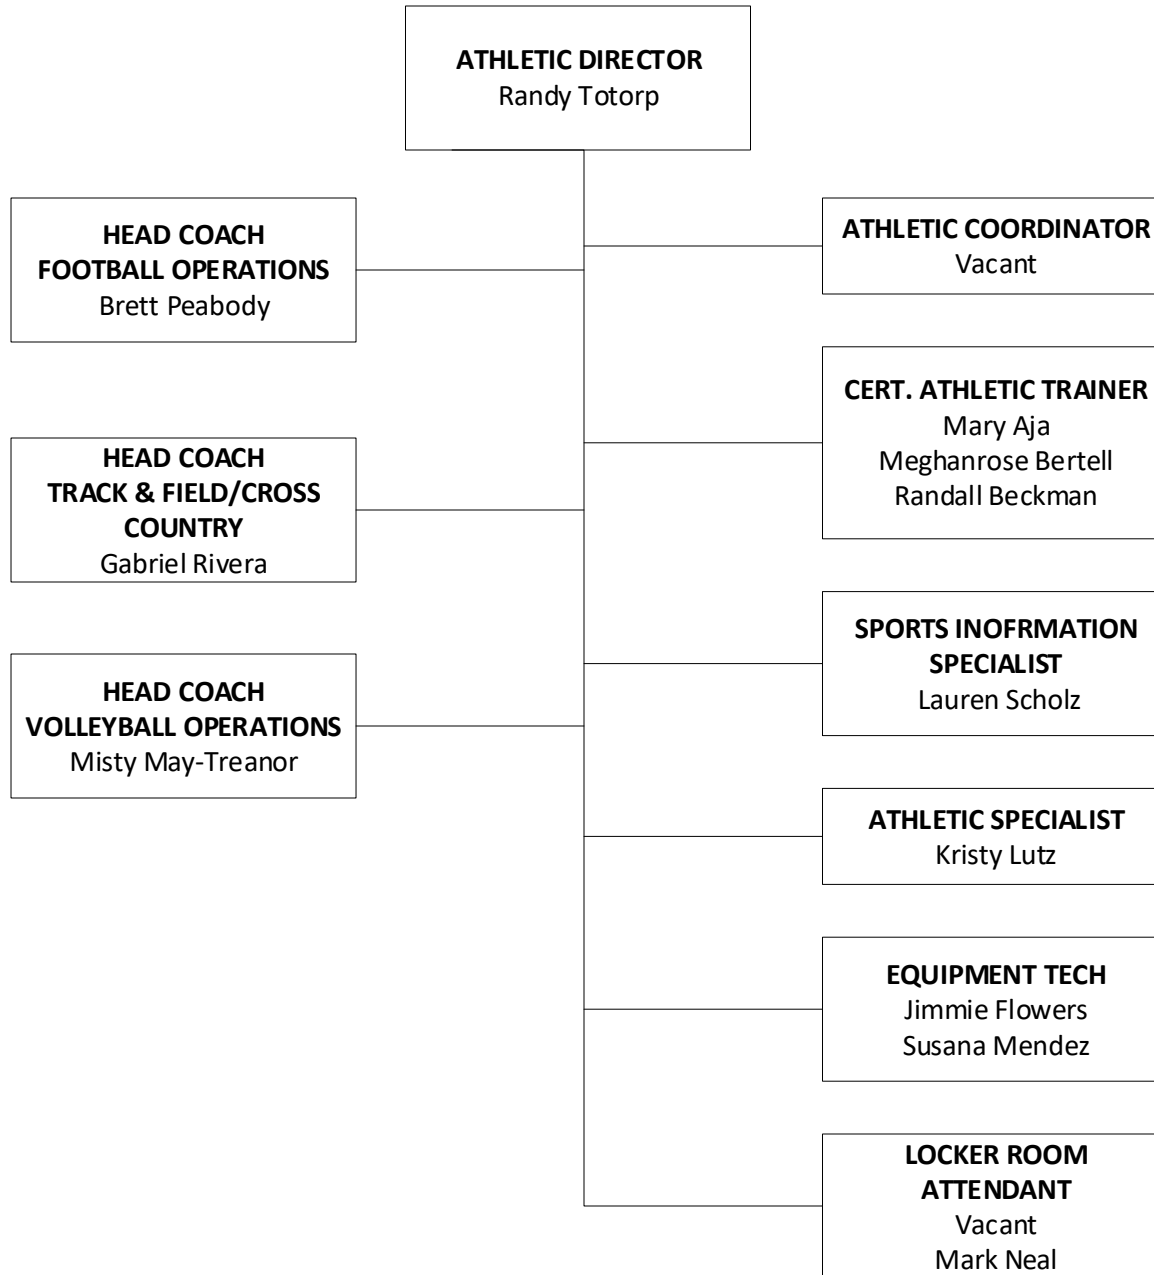 ATHLETIC DIRECTOR
Randy Totorp
HEAD COACH
FOOTBALL OPERATIONS
Brett Peabody
HEAD COACH
TRACK & FIELD/CROSS
COUNTRY
Gabriel Rivera
HEAD COACH
VOLLEYBALL OPERATIONS
Misty May-Treanor
ATHLETIC COORDINATOR
Vacant
CERT. ATHLETIC TRAINER
Mary Aja
Meghanrose Bertell
Randall Beckman
SPORTS INOFRMATION
SPECIALIST
Lauren Scholz
ATHLETIC SPECIALIST
Kristy Lutz
EQUIPMENT TECH
Jimmie Flowers
Susana Mendez
LOCKER ROOM
ATTENDANT
Vacant
Mark Neal